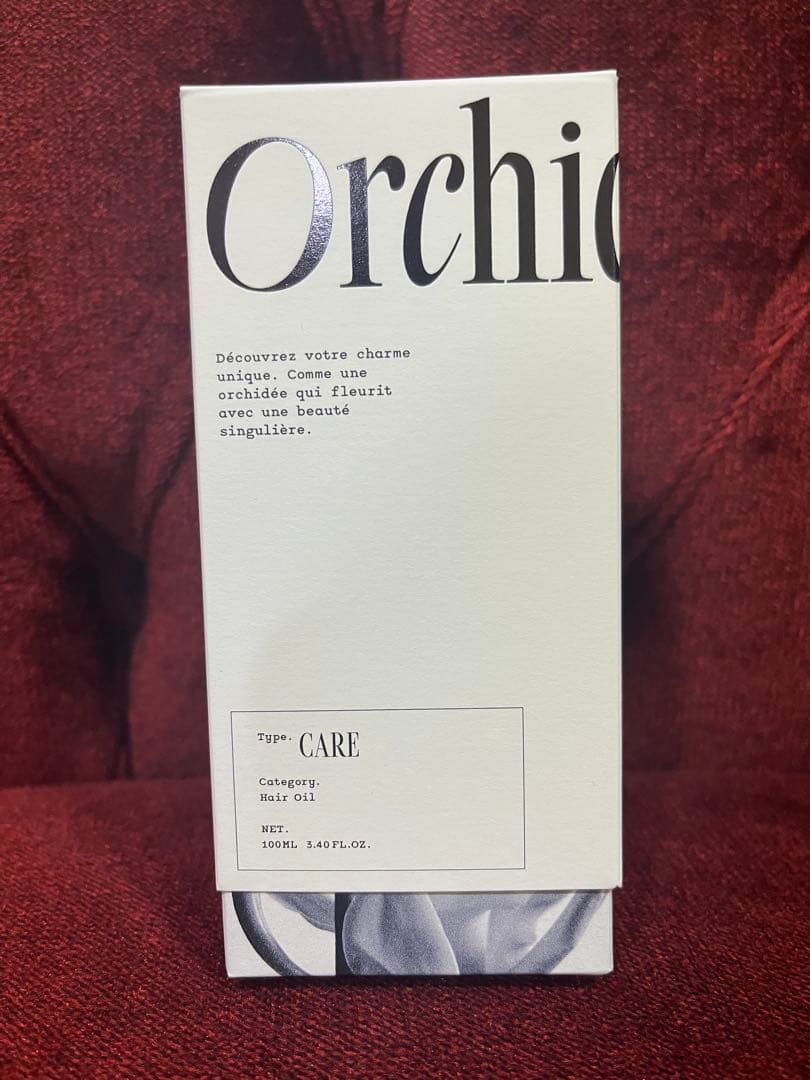 Orchid
Découvrez votre charme
unique. Comme une
orchidée qui fleurit
avec une beauté
singulière.
Type. CARE
Category.
Hair Oil
NET.
100ML 3.40FL.OZ.